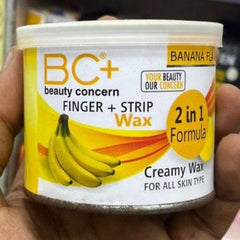 BANANA
BC+®
beauty concern
YOUR BEAUTY
OUR CONCERN
FINGER + STRIP
Wax
2 in 1
Formula
Creamy Wax
FOR ALL SKIN TYPE